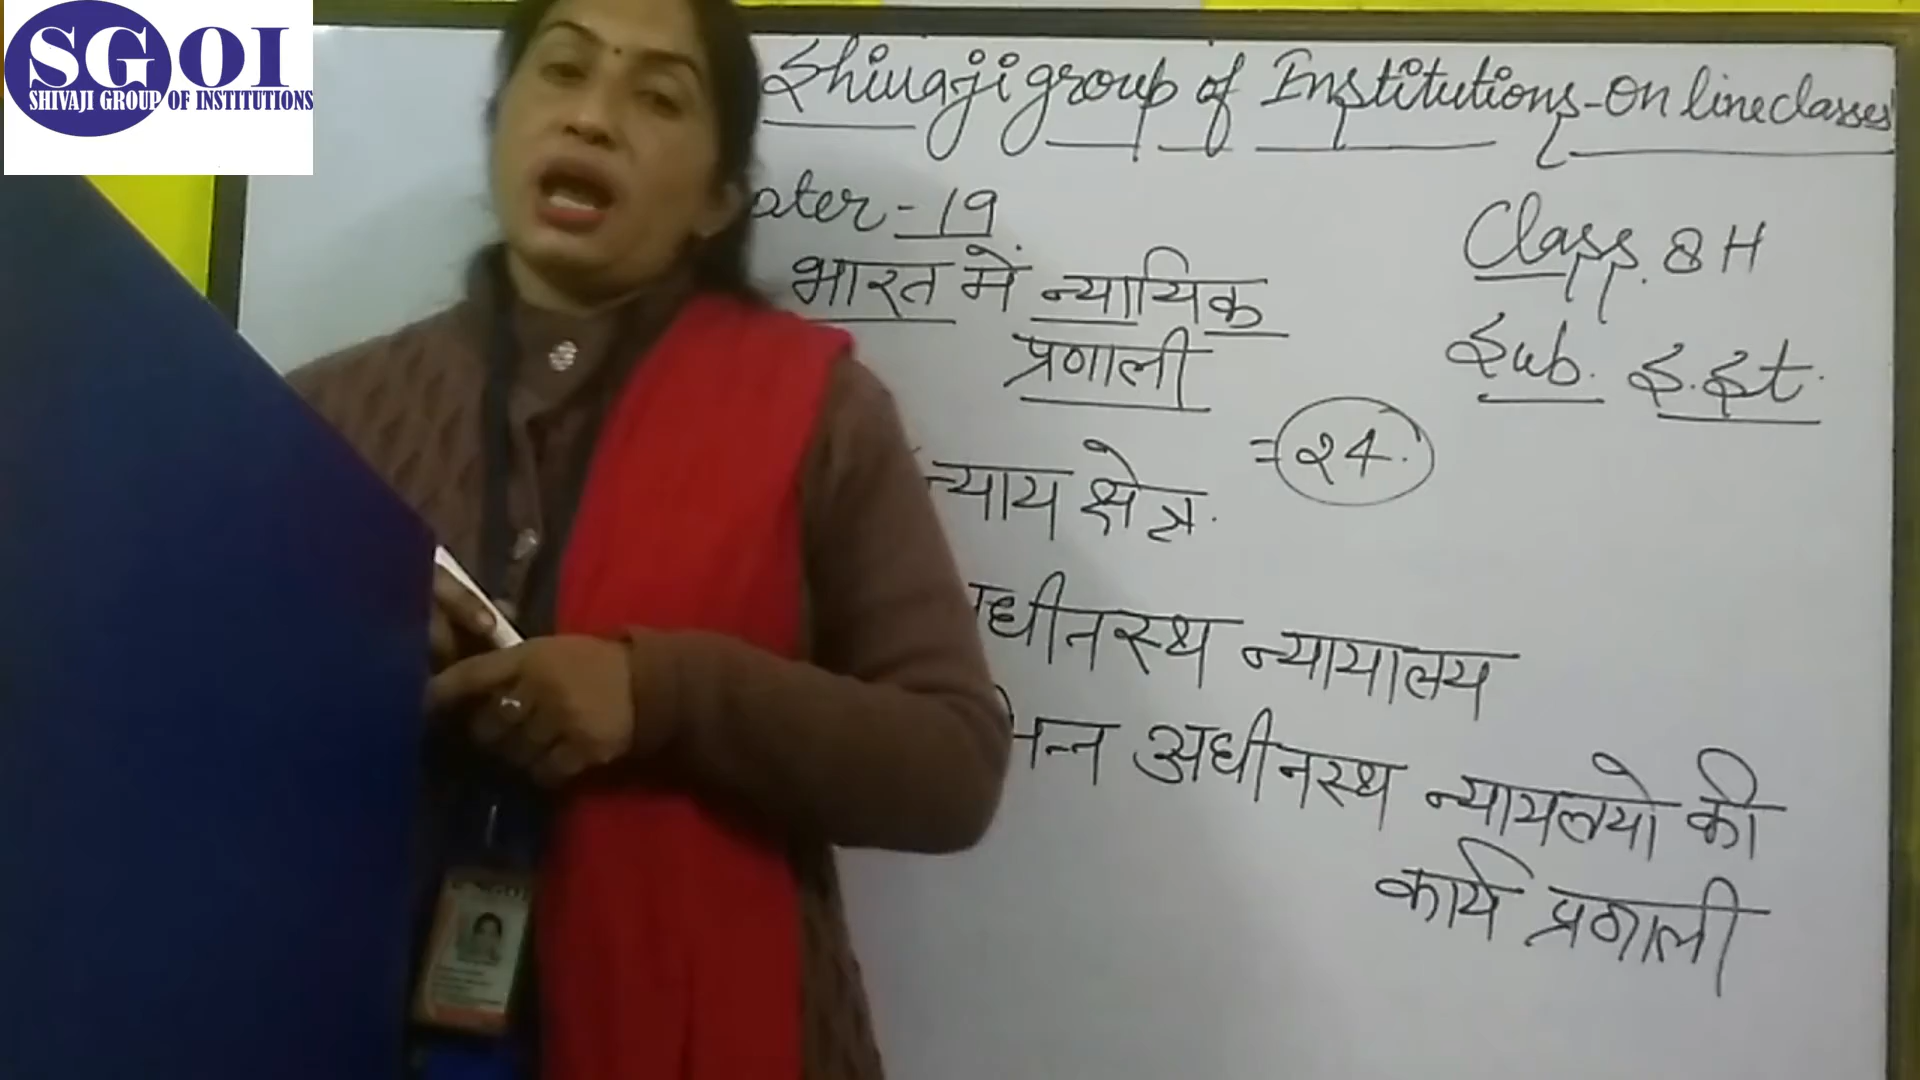 SGOI
SHIVAJI GROUP OF INSTITUTIONS
Shivaji group of Institutions - On line classes
ater - 19
भारत में न्यायिक
प्रणाली
Class. 8 H
Sub. S. St.
= 24.
न्याय क्षेत्र.
धीनस्थ न्यायालय
न्न अधीनस्थ न्यायलयो की
कार्य प्रणाली